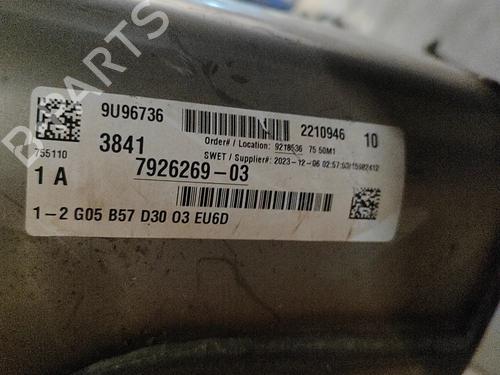 B PARTS
9U96736
2210946 10
Order# / Location: 9218536 75 50M1
3841
SWET / Supplier#: 2023-12-06 02:57:53/15982412
755110
1 A
7926269-03
1-2 G05 B57 D30 O3 EU6D